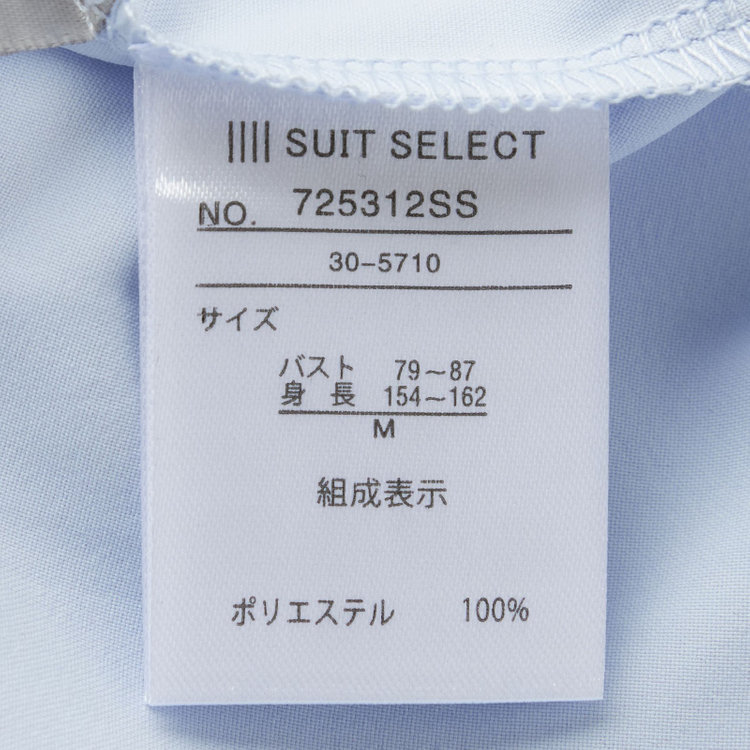 SUIT SELECT
NO. 725312SS
30-5710
サイズ
バスト 79～87
身長 154～162
M
組成表示
ポリエステル 100%